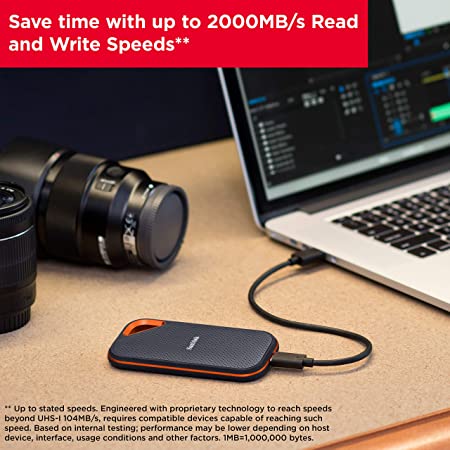 Save time with up to 2000MB/s Read
and Write Speeds**
SanDisk
** Up to stated speeds. Engineered with proprietary technology to reach speeds
beyond UHS-I 104MB/s, requires compatible devices capable of reaching such
speed. Based on internal testing; performance may be lower depending on host
device, interface, usage conditions and other factors. 1MB=1,000,000 bytes.